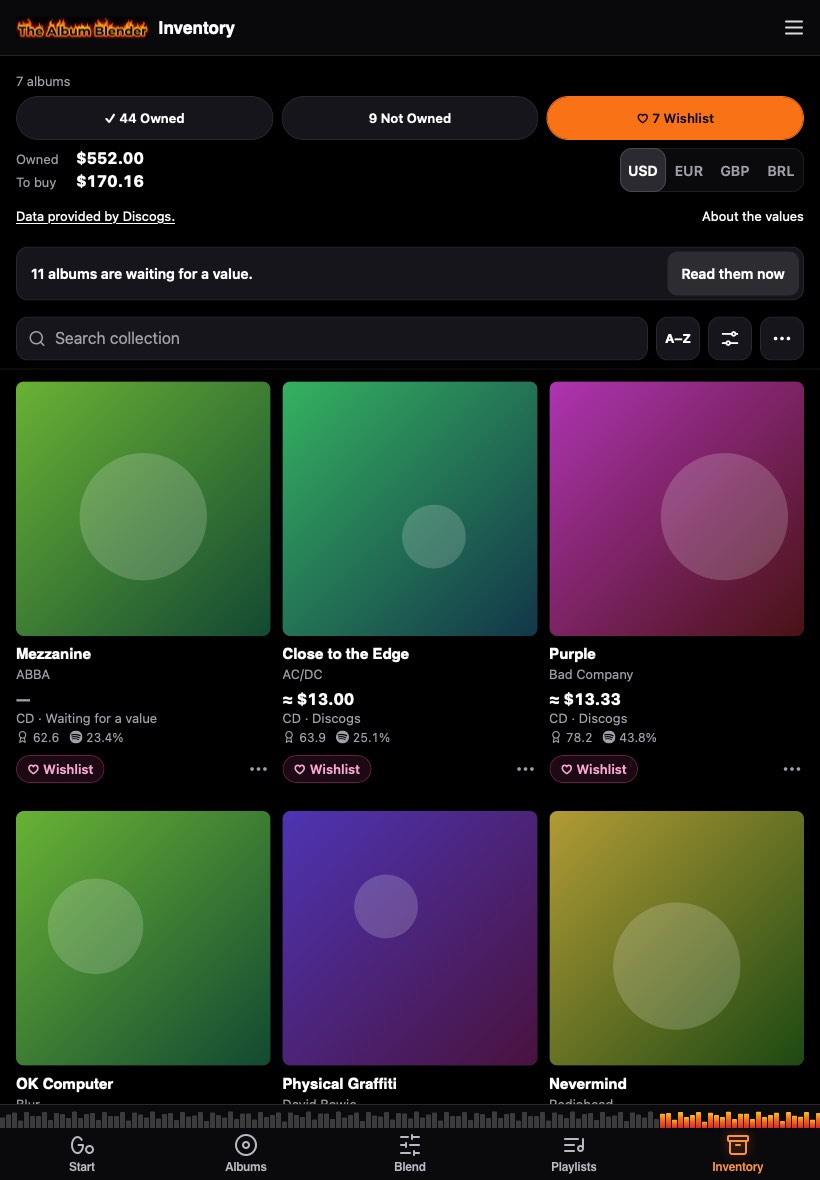 The Album Blender Inventory
7 albums
✓ 44 Owned
9 Not Owned
♡ 7 Wishlist
Owned $552.00
To buy $170.16
USD EUR GBP BRL
Data provided by Discogs.
About the values
11 albums are waiting for a value.
Read them now
Search collection
A–Z
Mezzanine
ABBA
—
CD · Waiting for a value
62.6 23.4%
♡ Wishlist
Close to the Edge
AC/DC
≈ $13.00
CD · Discogs
63.9 25.1%
♡ Wishlist
Purple
Bad Company
≈ $13.33
CD · Discogs
78.2 43.8%
♡ Wishlist
OK Computer
Blur
Physical Graffiti
David Bowie
Nevermind
Radiohead
Start
Albums
Blend
Playlists
Inventory